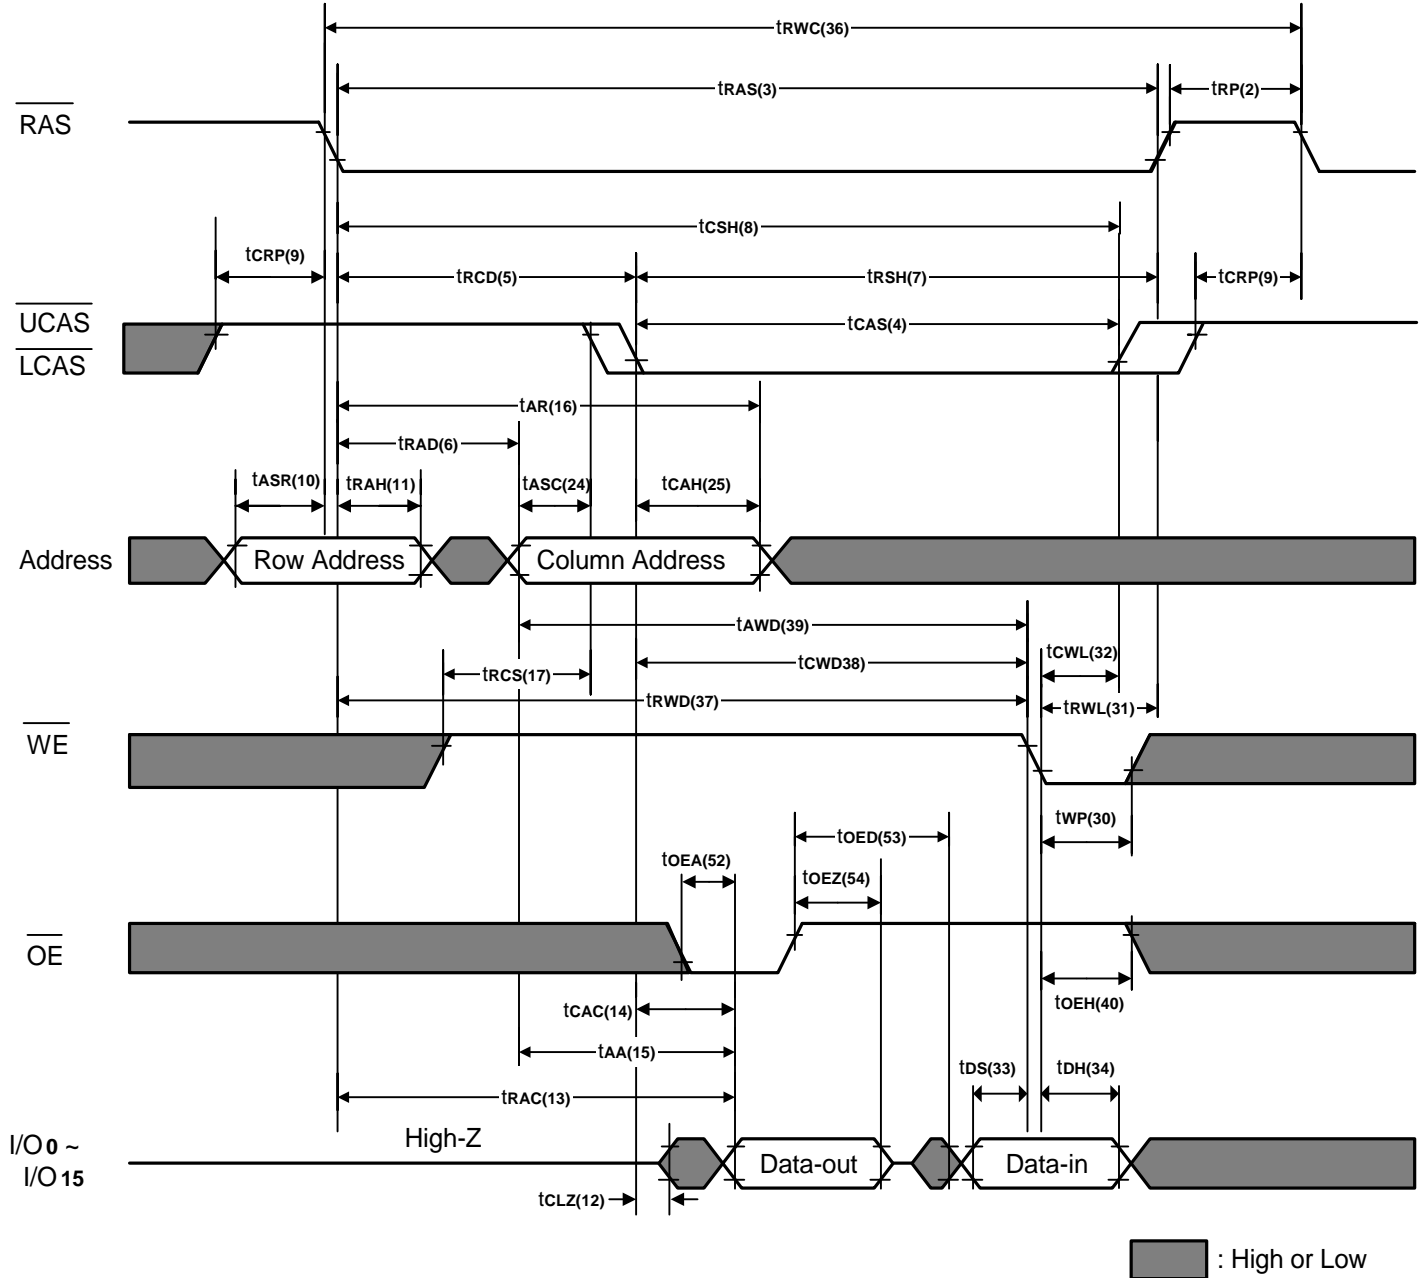 tRWC(36)
tRAS(3)
tRP(2)
RAS
tCSH(8)
tCRP(9)
tRCD(5)
tRSH(7)
tCRP(9)
UCAS
tCAS(4)
LCAS
tAR(16)
tRAD(6)
tASR(10)
tRAH(11)
tASC(24)
tCAH(25)
Address
Row Address
Column Address
tAWD(39)
tCWD38)
tCWL(32)
tRCS(17)
tRWD(37)
tRWL(31)
WE
tWP(30)
tOED(53)
tOEA(52)
tOEZ(54)
OE
tOEH(40)
tCAC(14)
tAA(15)
tDS(33)
tDH(34)
tRAC(13)
High-Z
I/O0 ~
I/O15
Data-out
Data-in
tCLZ(12)
: High or Low